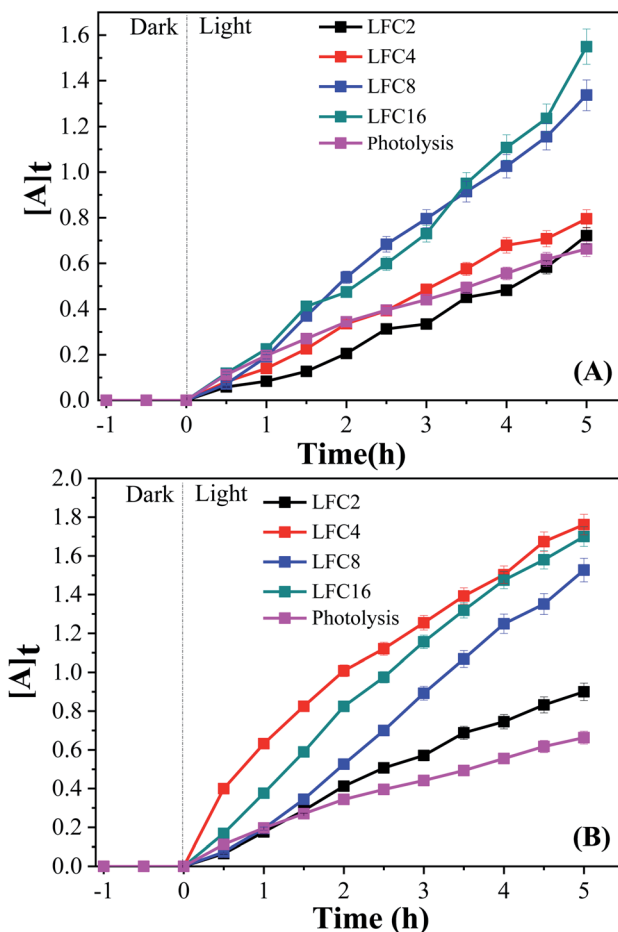 Dark Light
LFC2
LFC4
LFC8
LFC16
Photolysis
1.6
1.4
1.2
1.0
0.8
0.6
0.4
0.2
0.0
[A]t
(A)
-1 0 1 2 3 4 5
Time(h)
Dark Light
LFC2
LFC4
LFC8
LFC16
Photolysis
2.0
1.8
1.6
1.4
1.2
1.0
0.8
0.6
0.4
0.2
0.0
[A]t
(B)
-1 0 1 2 3 4 5
Time (h)